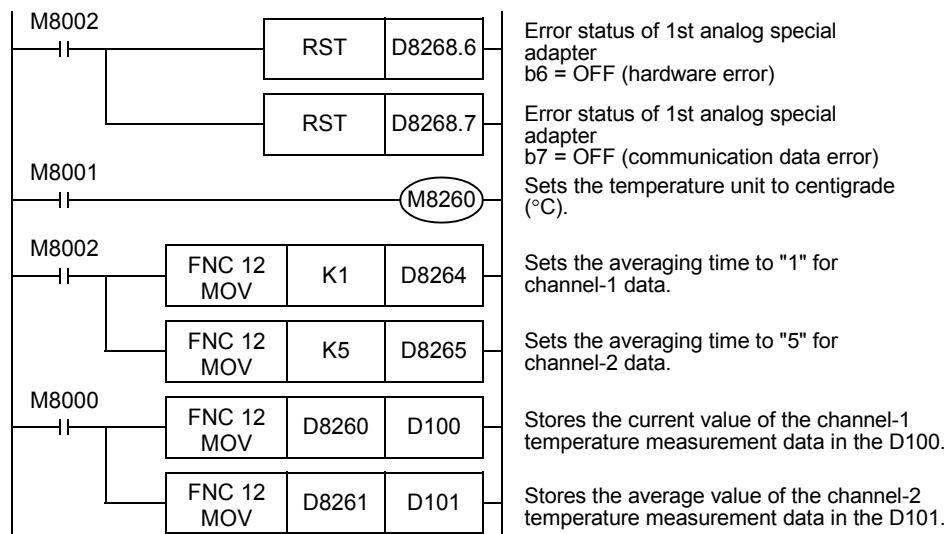 M8002
RST D8268.6
Error status of 1st analog special
adapter
b6 = OFF (hardware error)
RST D8268.7
Error status of 1st analog special
adapter
b7 = OFF (communication data error)
M8001
M8260
Sets the temperature unit to centigrade
(°C).
M8002
FNC 12
MOV
K1 D8264
Sets the averaging time to "1" for
channel-1 data.
FNC 12
MOV
K5 D8265
Sets the averaging time to "5" for
channel-2 data.
M8000
FNC 12
MOV
D8260 D100
Stores the current value of the channel-1
temperature measurement data in the D100.
FNC 12
MOV
D8261 D101
Stores the average value of the channel-2
temperature measurement data in the D101.